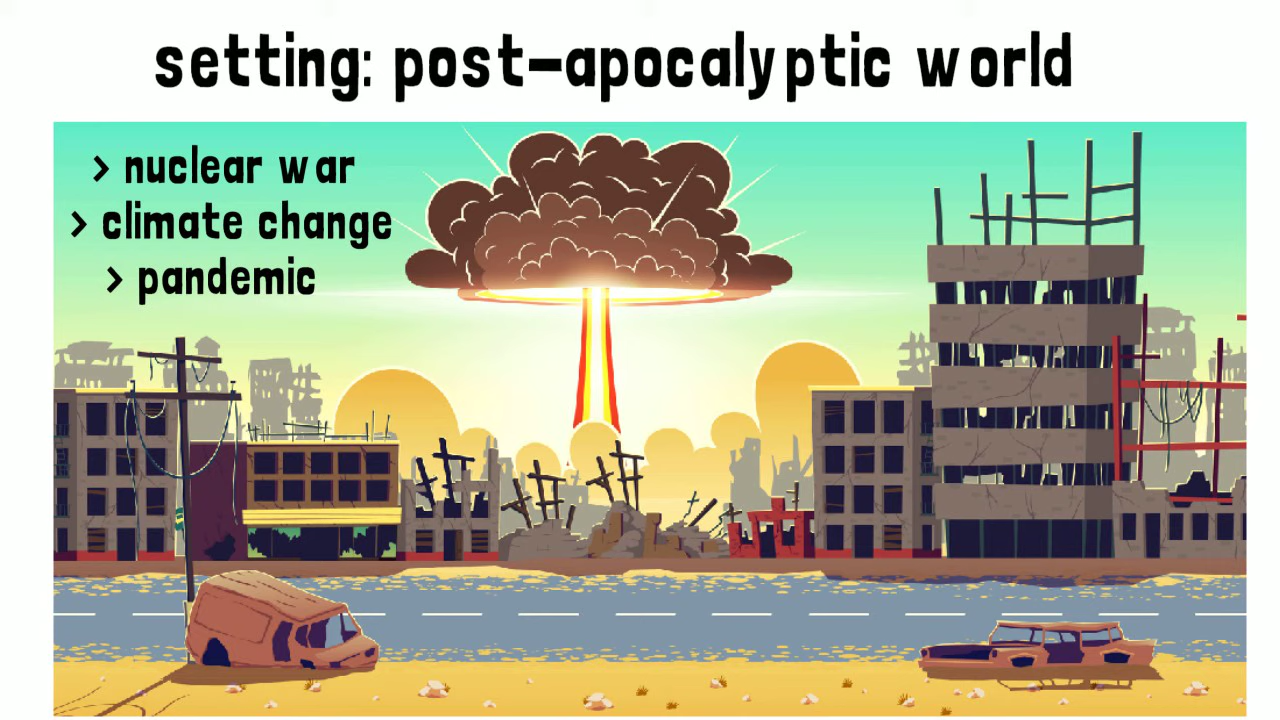 setting: post-apocalyptic world
> nuclear war
> climate change
> pandemic